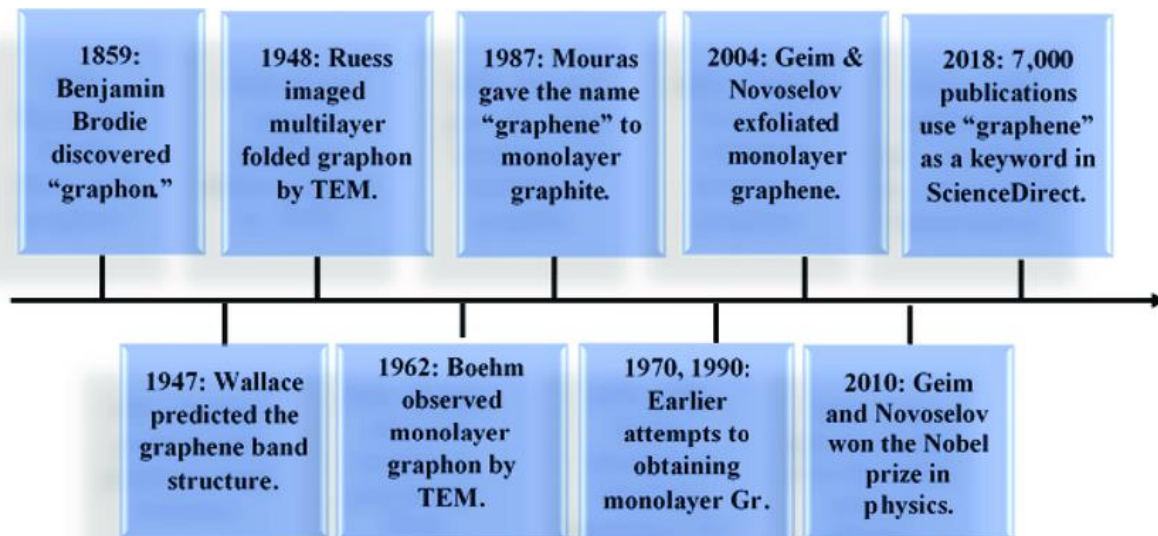 1859:
Benjamin
Brodie
discovered
“graphon.”
1948: Ruess
imaged
multilayer
folded graphon
by TEM.
1987: Mouras
gave the name
“graphene” to
monolayer
graphite.
2004: Geim &
Novoselov
exfoliated
monolayer
graphene.
2018: 7,000
publications
use “graphene”
as a keyword in
ScienceDirect.
1947: Wallace
predicted the
graphene band
structure.
1962: Boehm
observed
monolayer
graphon by
TEM.
1970, 1990:
Earlier
attempts to
obtaining
monolayer Gr.
2010: Geim
and Novoselov
won the Nobel
prize in
physics.